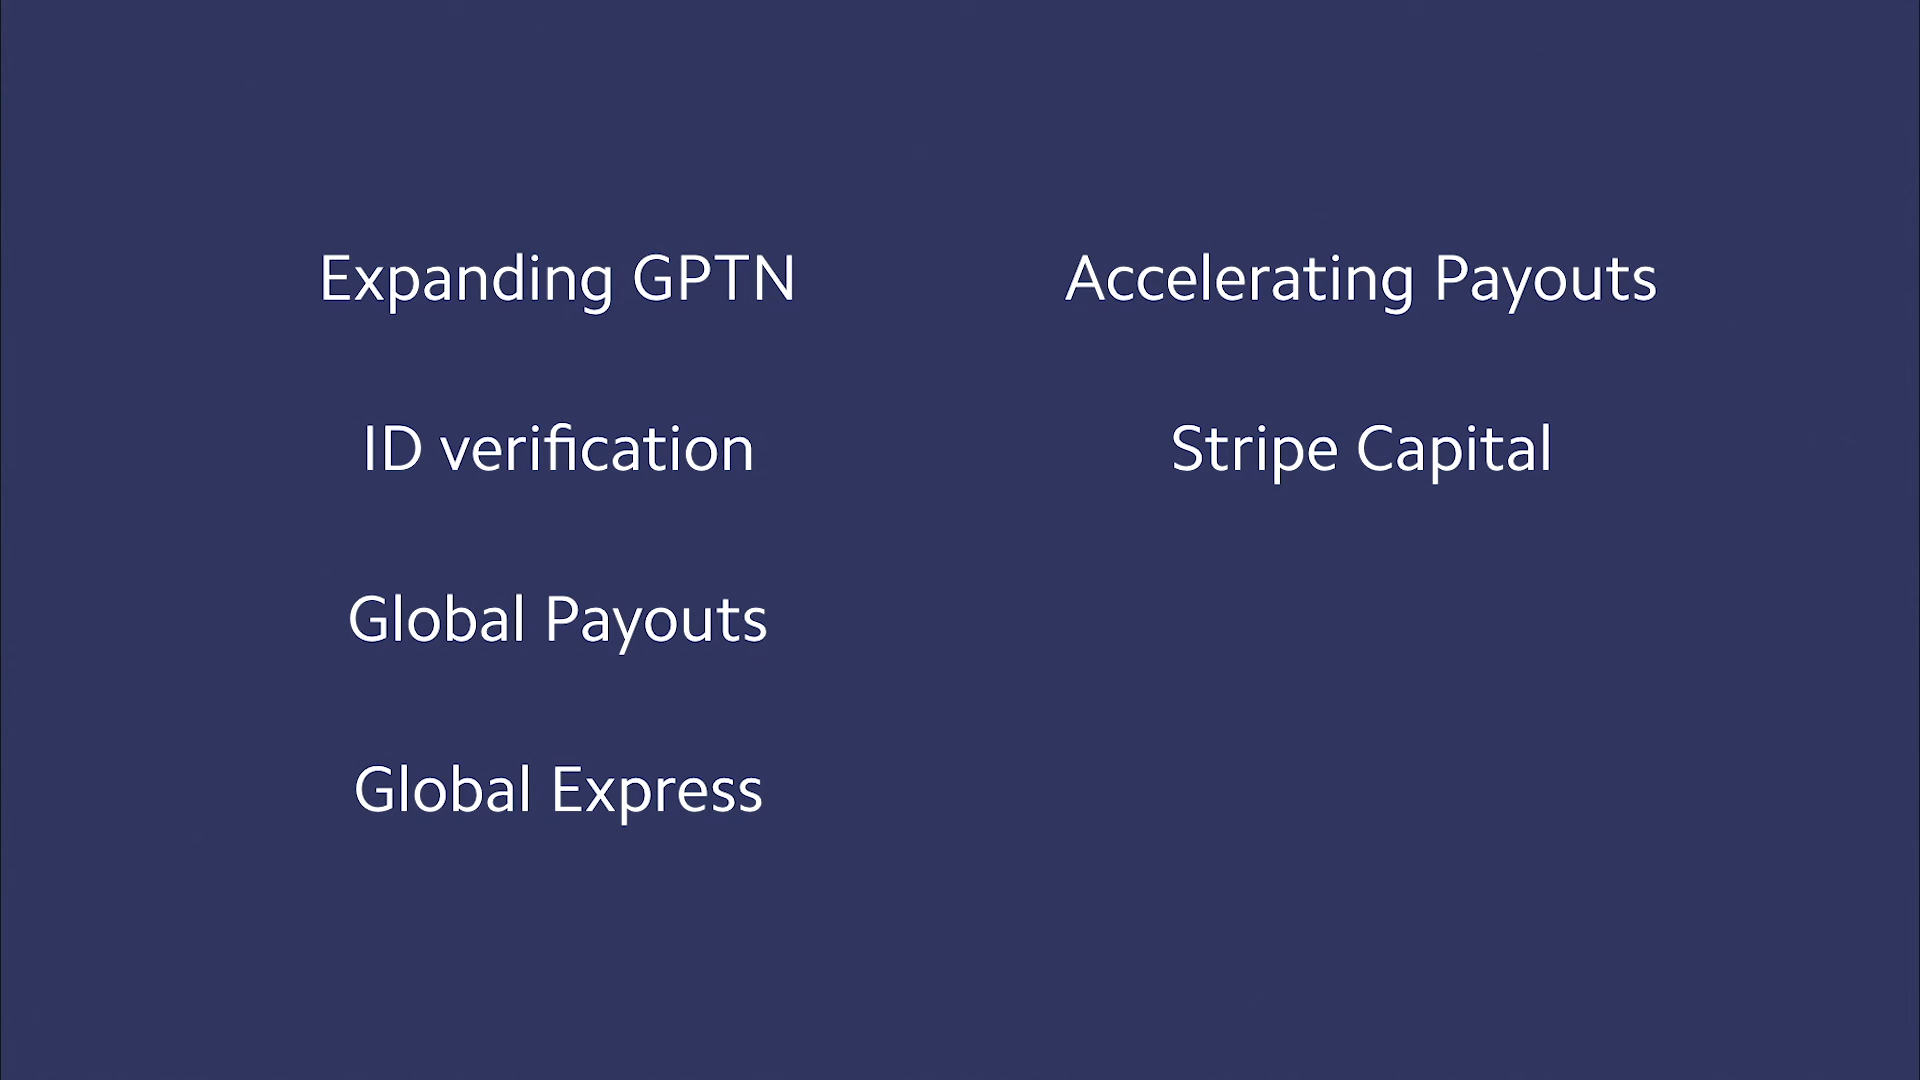 Expanding GPTN
ID verification
Global Payouts
Global Express
Accelerating Payouts
Stripe Capital